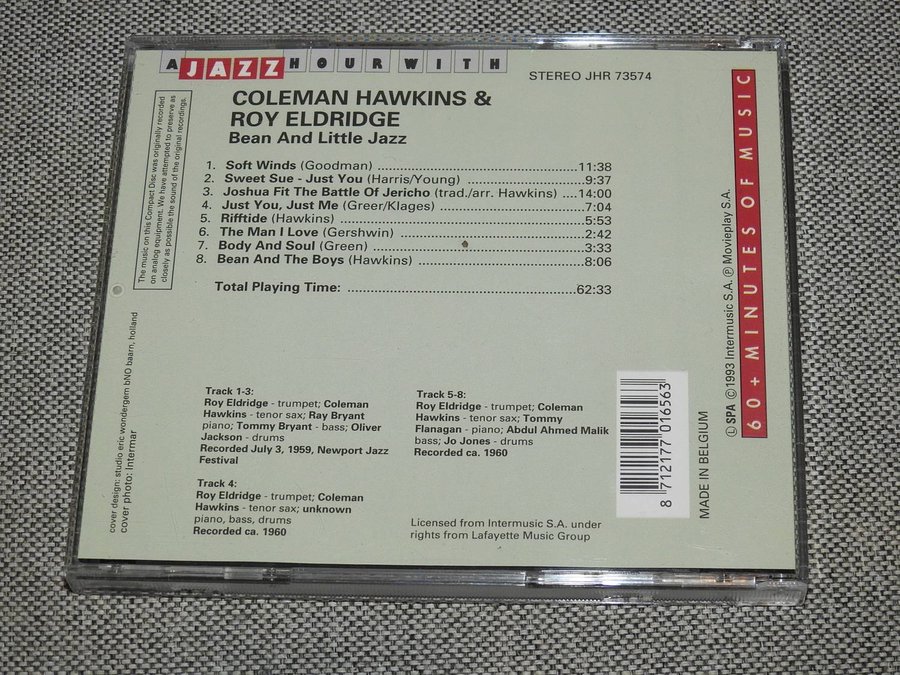 A JAZZ HOUR WITH
STEREO JHR 73574
COLEMAN HAWKINS &
ROY ELDRIDGE
Bean And Little Jazz
1. Soft Winds (Goodman) 11:38
2. Sweet Sue - Just You (Harris/Young) 9:37
3. Joshua Fit The Battle Of Jericho (trad./arr. Hawkins) 14:00
4. Just You, Just Me (Greer/Klages) 7:04
5. Rifftide (Hawkins) 5:53
6. The Man I Love (Gershwin) 2:42
7. Body And Soul (Green) 3:33
8. Bean And The Boys (Hawkins) 8:06
Total Playing Time: 62:33
The music on this Compact Disc was originally recorded
on analog equipment. We have attempted to preserve as
closely as possible the sound of the original recordings.
Track 1-3:
Roy Eldridge - trumpet; Coleman
Hawkins - tenor sax; Ray Bryant
piano; Tommy Bryant - bass; Oliver
Jackson - drums
Recorded July 3, 1959, Newport Jazz
Festival
Track 4:
Roy Eldridge - trumpet; Coleman
Hawkins - tenor sax; unknown
piano, bass, drums
Recorded ca. 1960
Track 5-8:
Roy Eldridge - trumpet; Coleman
Hawkins - tenor sax; Tommy
Flanagan - piano; Abdul Ahmed Malik
bass; Jo Jones - drums
Recorded ca. 1960
Licensed from Intermusic S.A. under
rights from Lafayette Music Group
cover design: studio eric wondergem bNO baarn, holland
cover photo: Intermar
8 712177 016563
MADE IN BELGIUM
Ⓛ SPA Ⓒ 1993 Intermusic S.A. Ⓟ Movieplay S.A.
60+ MINUTES OF MUSIC